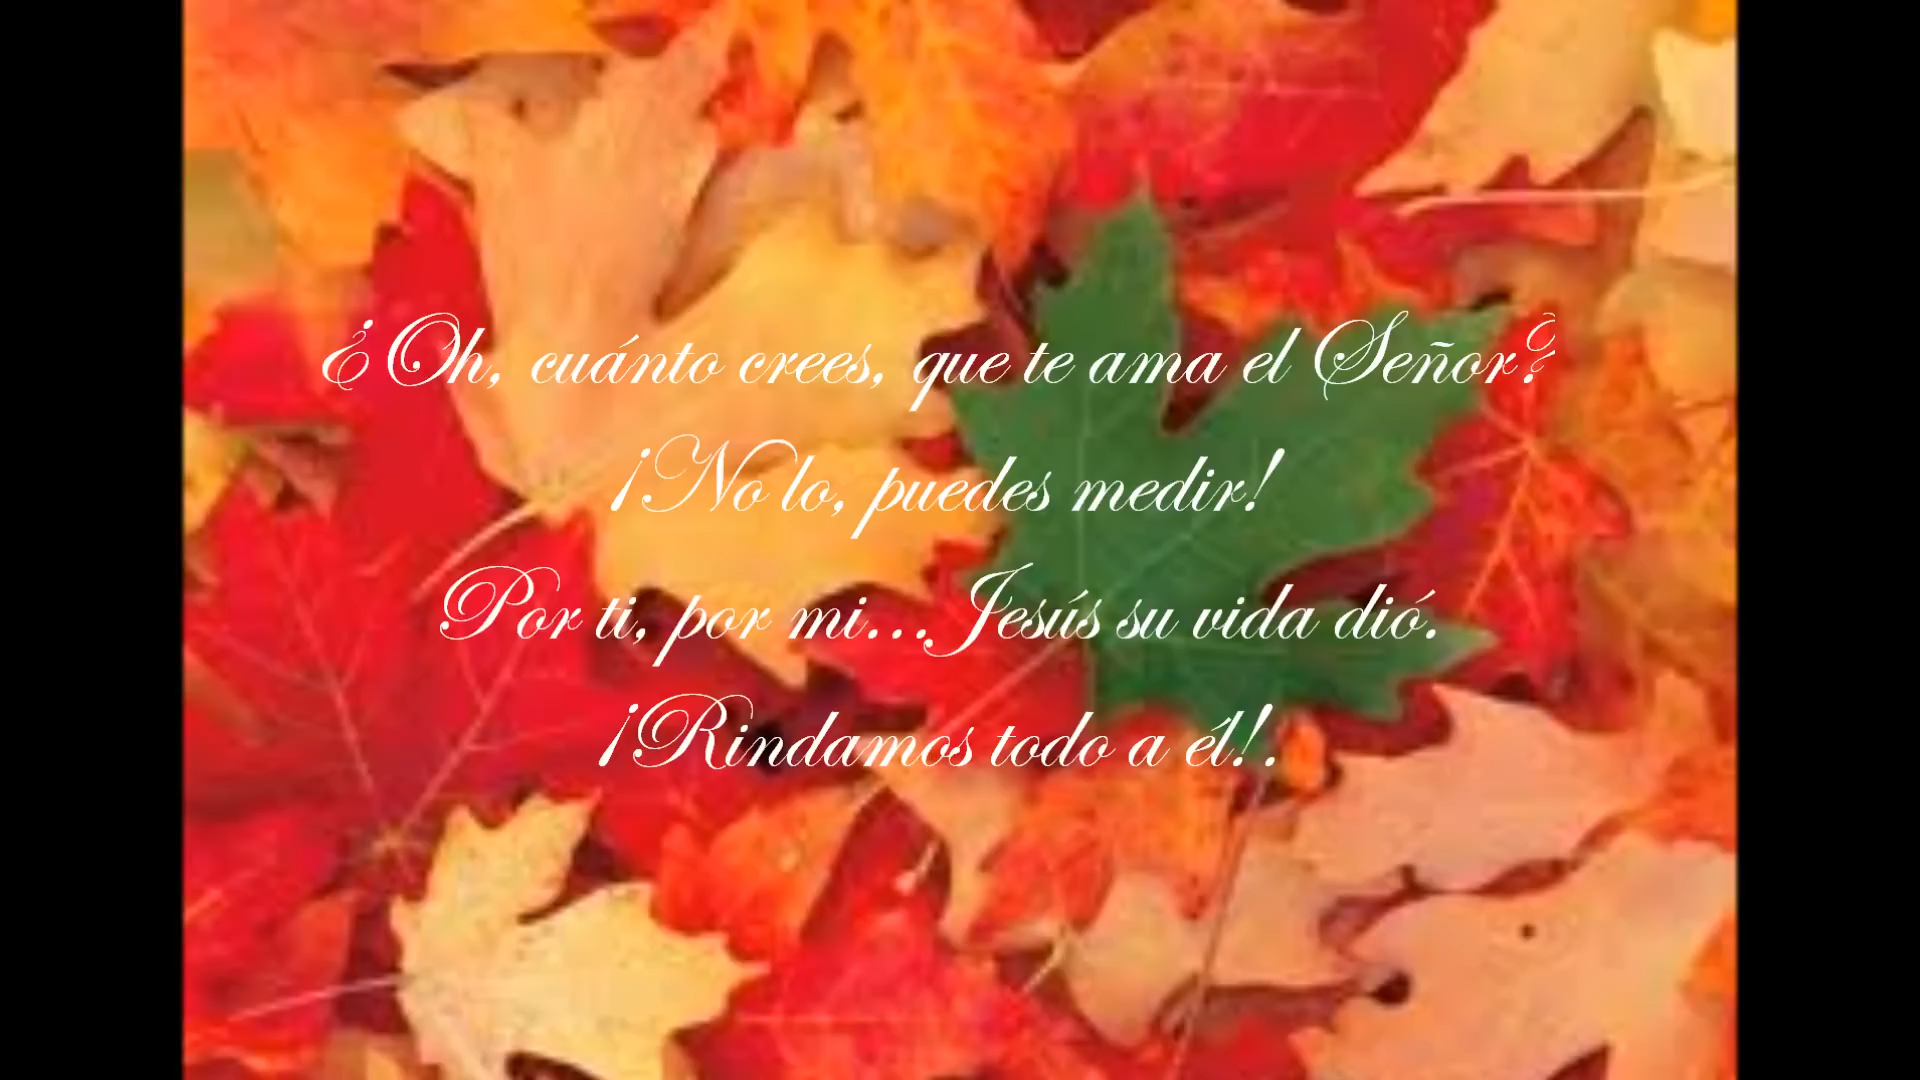 ¿Oh, cuánto crees, que te ama el Señor?
¡No lo, puedes medir!
Por ti, por mi...Jesús su vida dió.
¡Rindamos todo a él!.